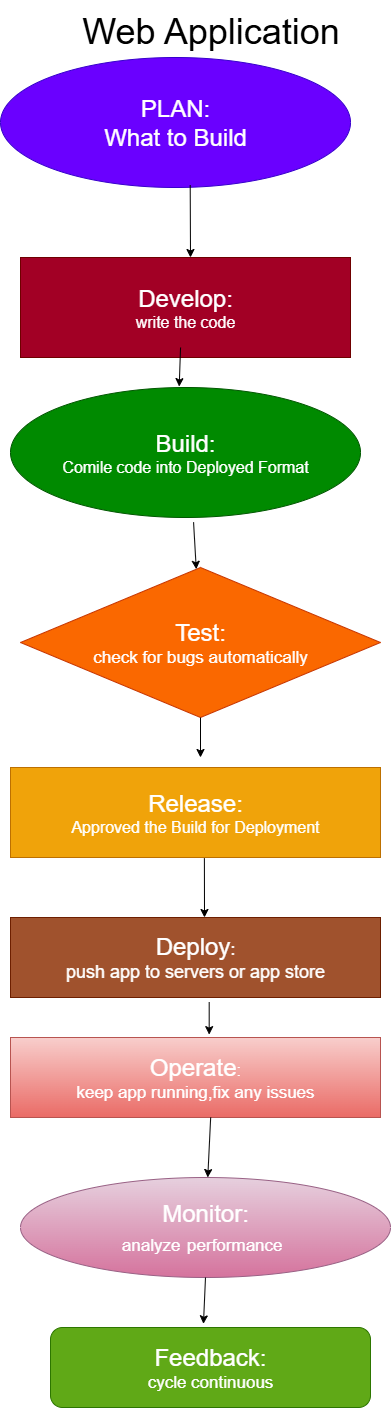 Web Application
PLAN:
What to Build
Develop:
write the code
Build:
Comile code into Deployed Format
Test:
check for bugs automatically
Release:
Approved the Build for Deployment
Deploy:
push app to servers or app store
Operate:
keep app running,fix any issues
Monitor:
analyze performance
Feedback:
cycle continuous